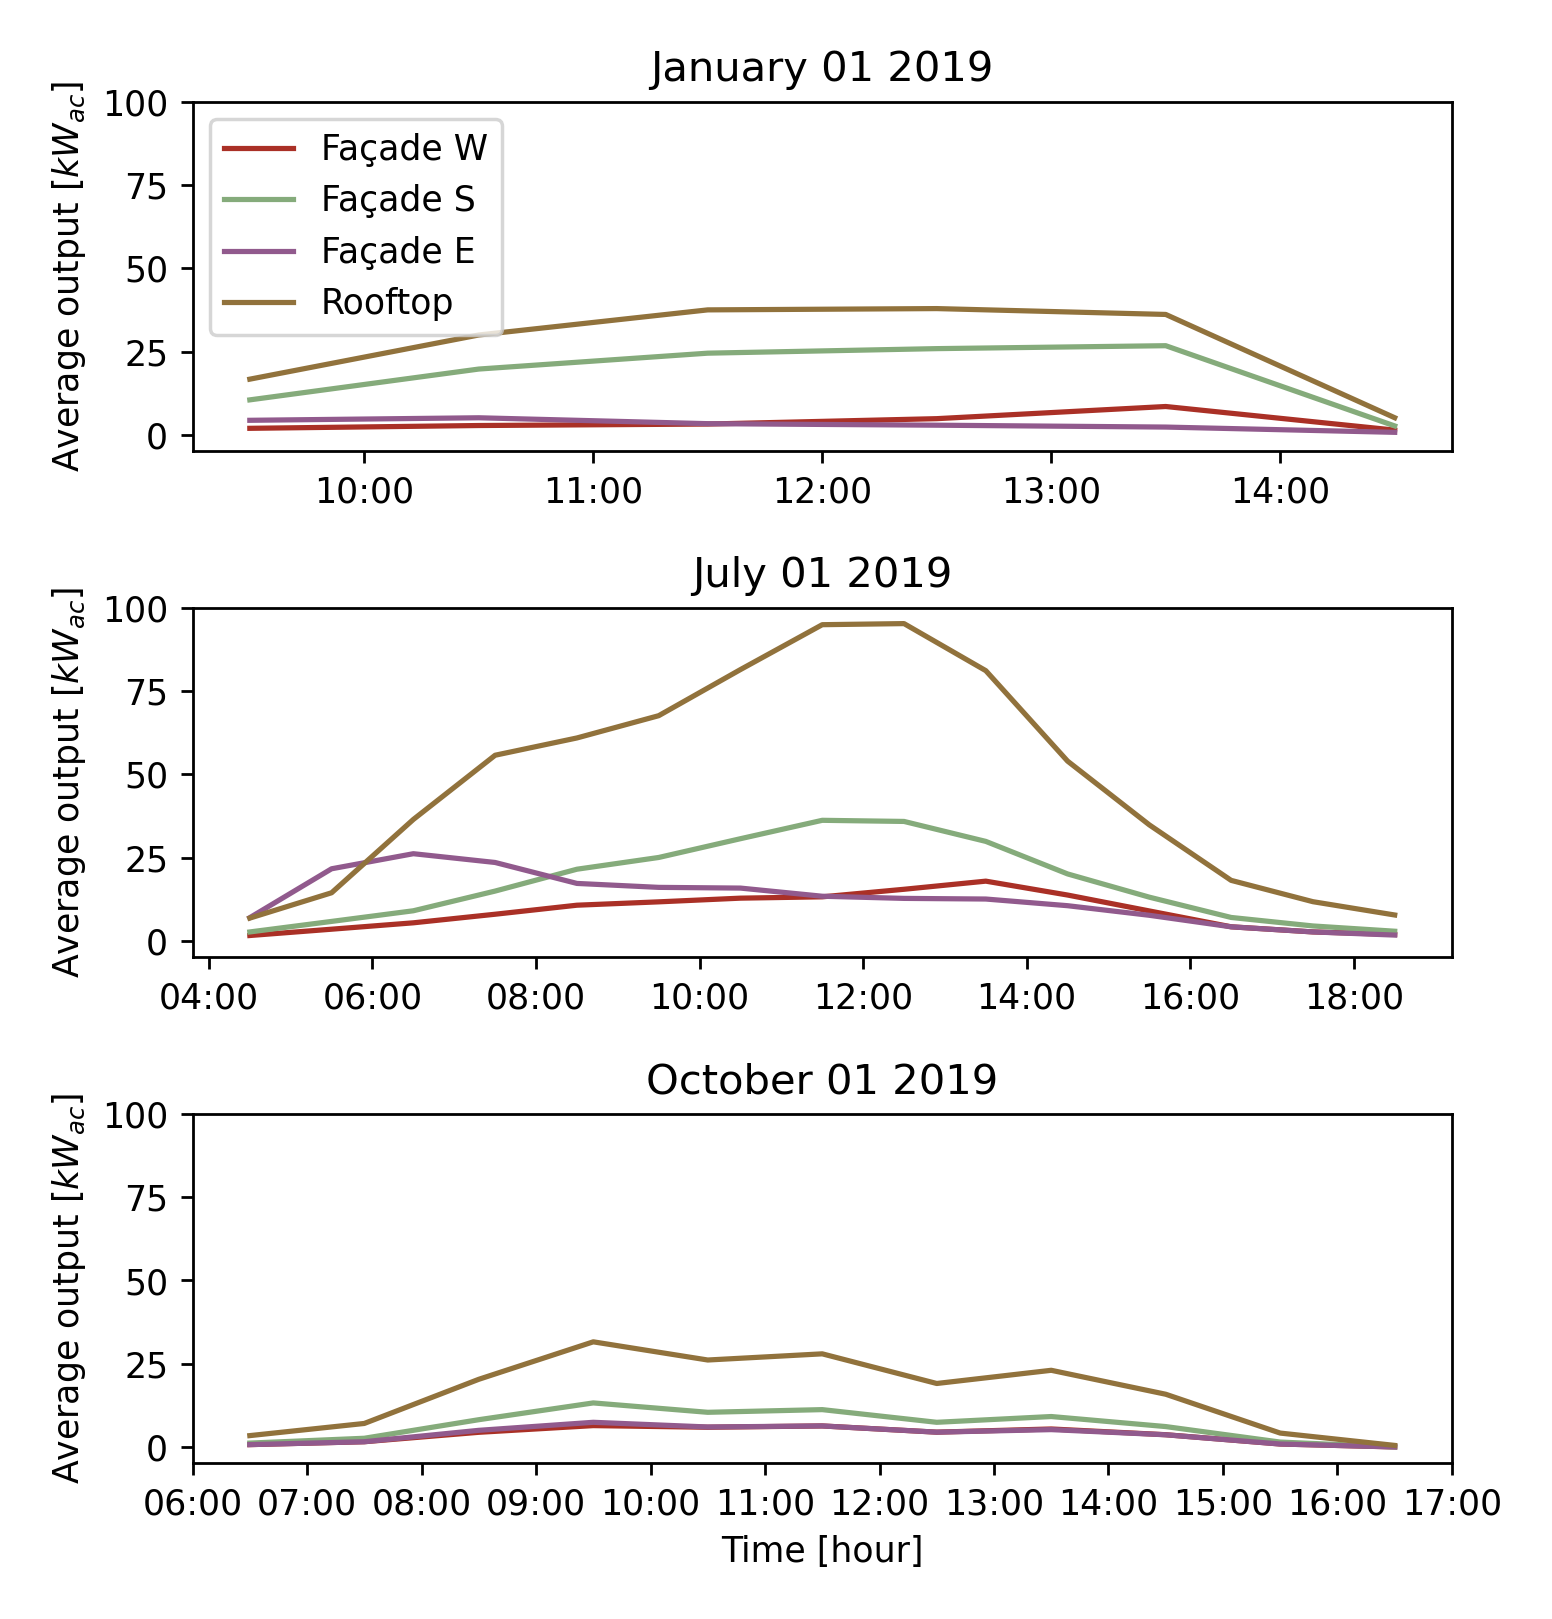 January 01 2019
Average output [kW_ac]
100
75
50
25
0
Façade W
Façade S
Façade E
Rooftop
10:00 11:00 12:00 13:00 14:00
July 01 2019
Average output [kW_ac]
100
75
50
25
0
04:00 06:00 08:00 10:00 12:00 14:00 16:00 18:00
October 01 2019
Average output [kW_ac]
100
75
50
25
0
06:00 07:00 08:00 09:00 10:00 11:00 12:00 13:00 14:00 15:00 16:00 17:00
Time [hour]